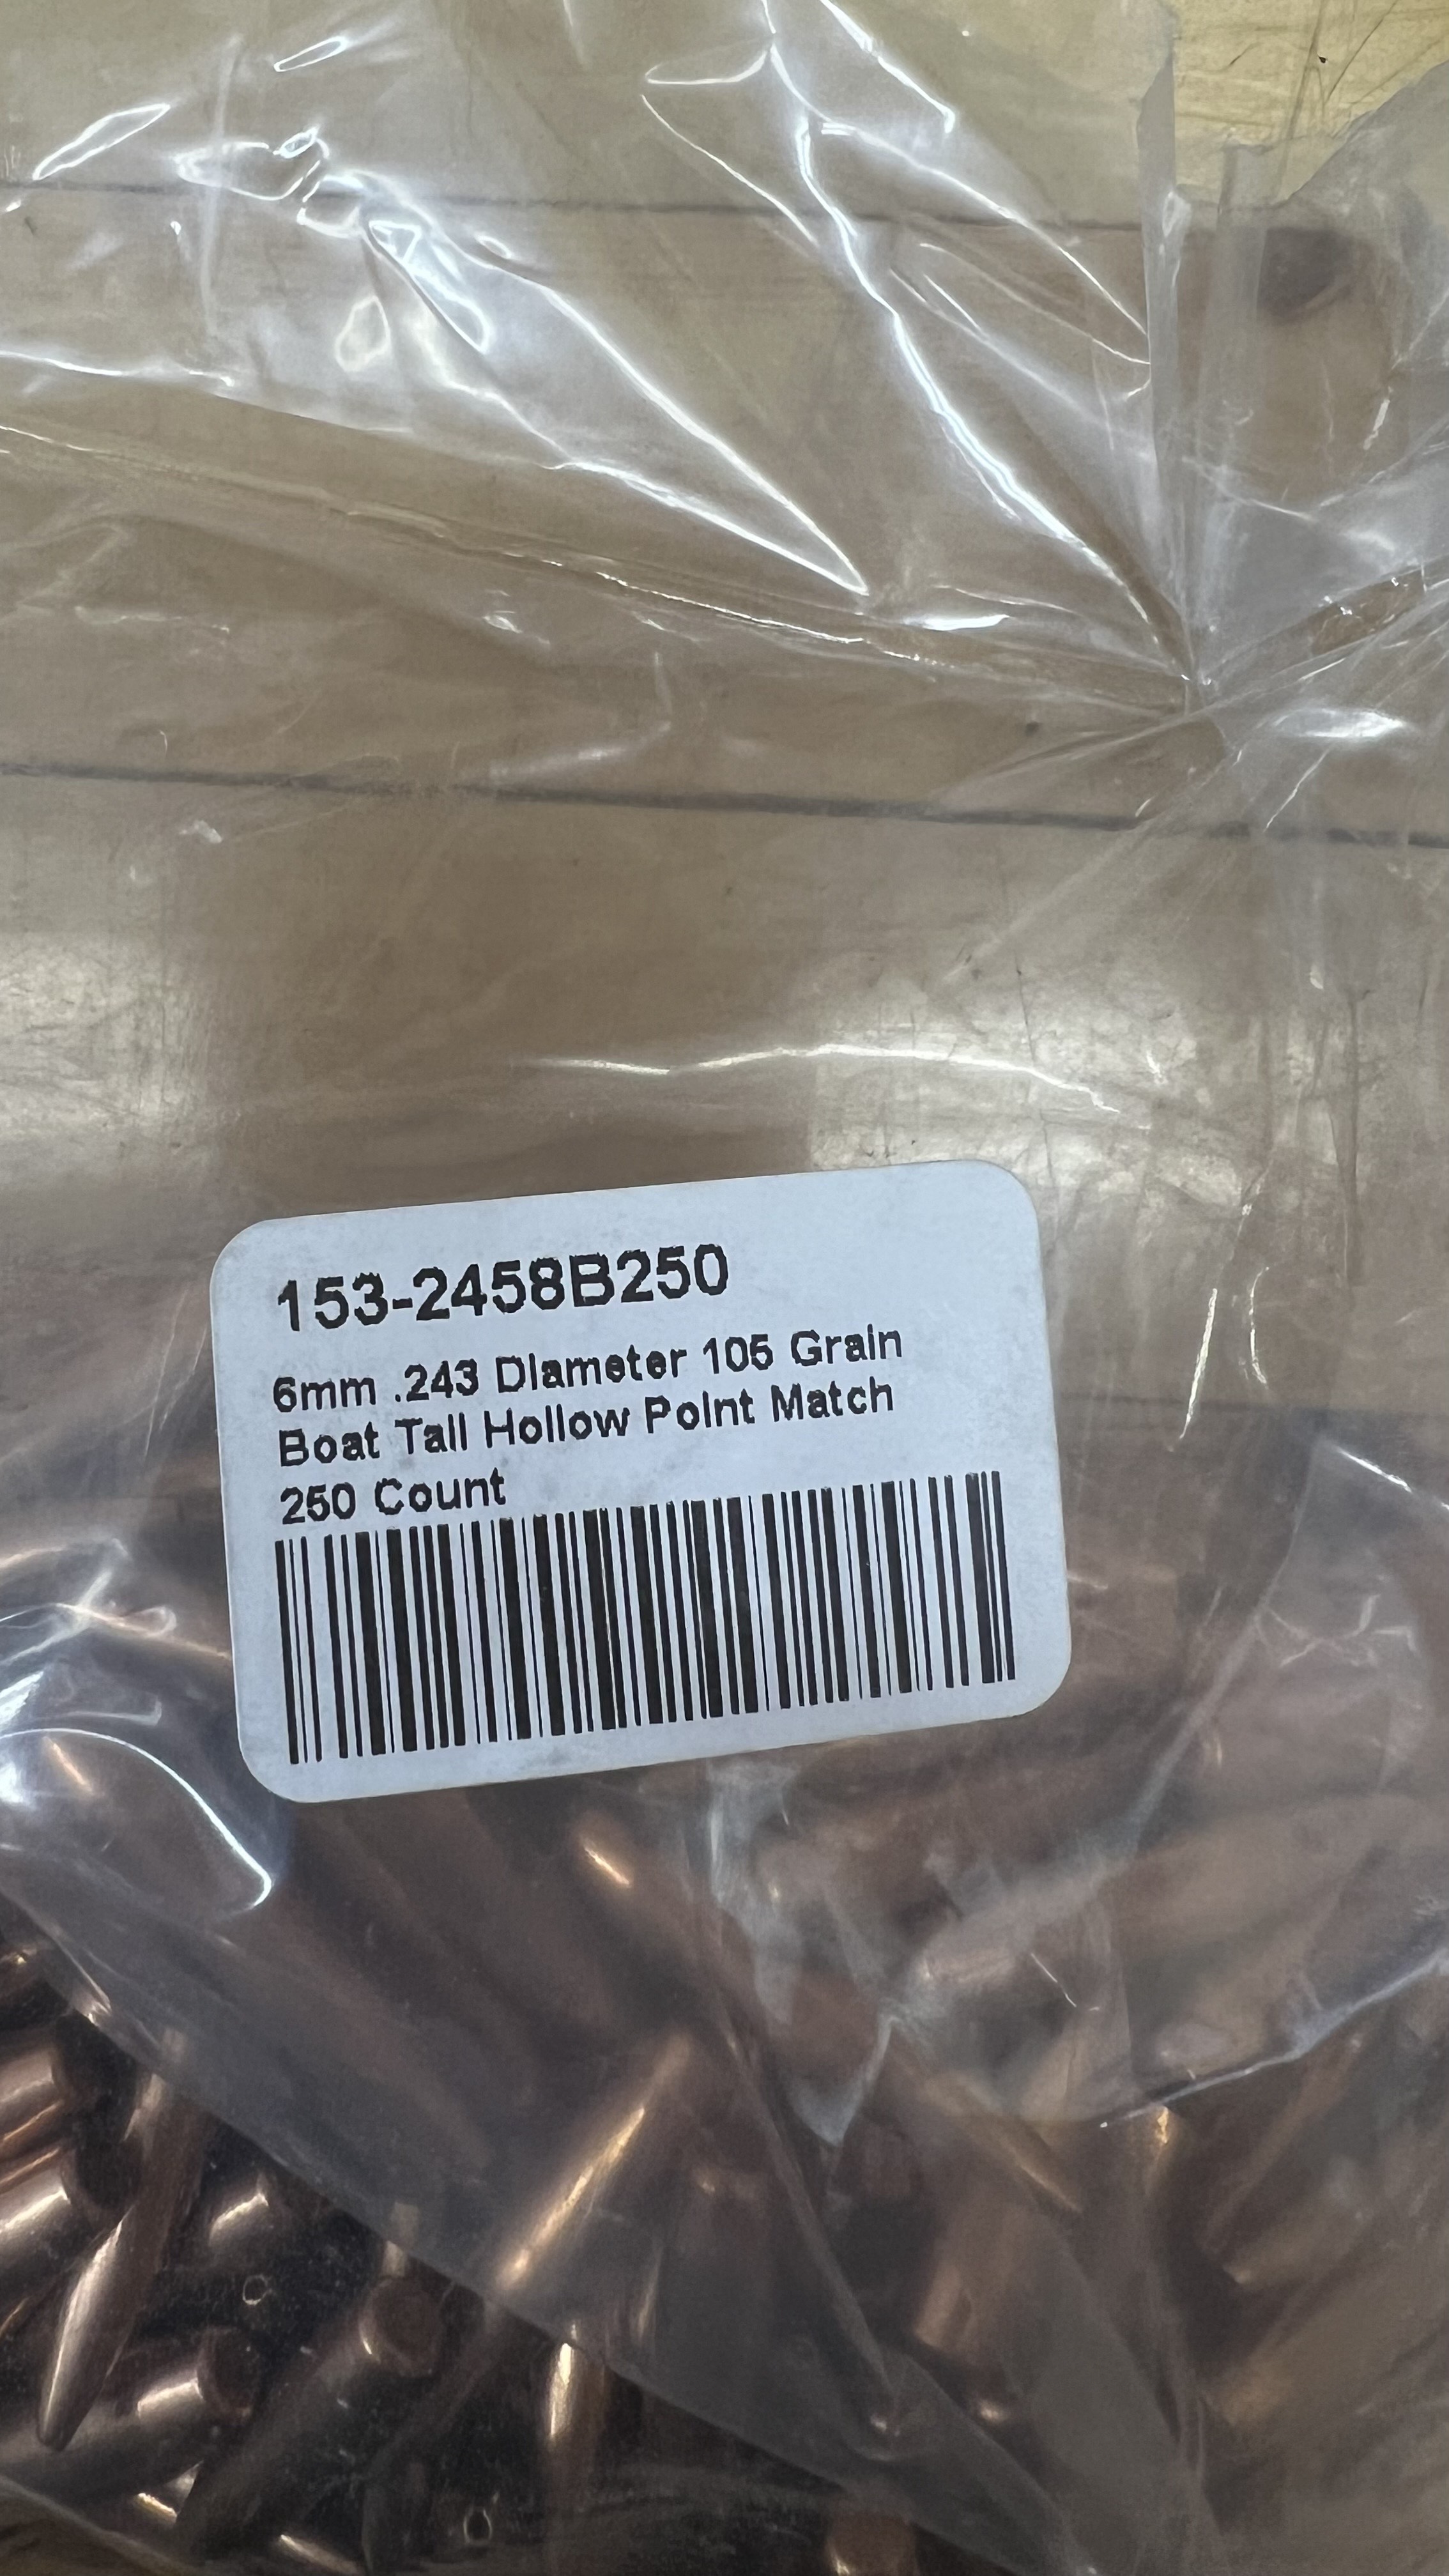 153-2458B250
6mm .243 Diameter 105 Grain
Boat Tail Hollow Point Match
250 Count